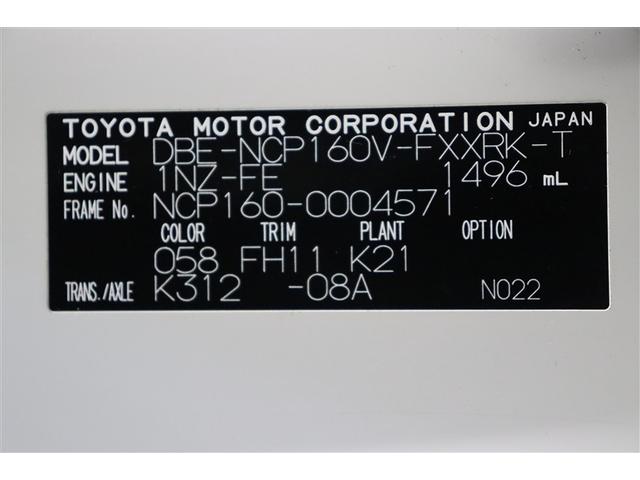 TOYOTA MOTOR CORPORATION JAPAN
MODEL DBE-NCP160V-FXXRK-T
ENGINE 1NZ-FE 1496 mL
FRAME No. NCP160-0004571
COLOR TRIM PLANT OPTION
058 FH11 K21
TRANS./AXLE K312 -08A N022